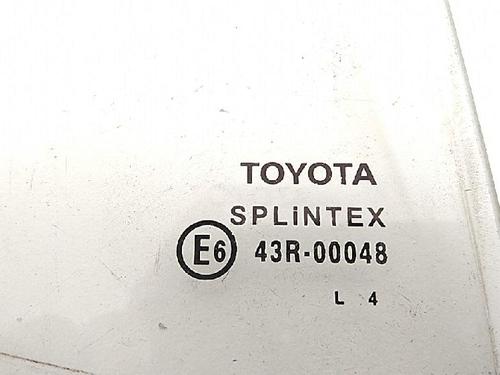 TOYOTA
SPLiNTEX
E6 43R-00048
L 4